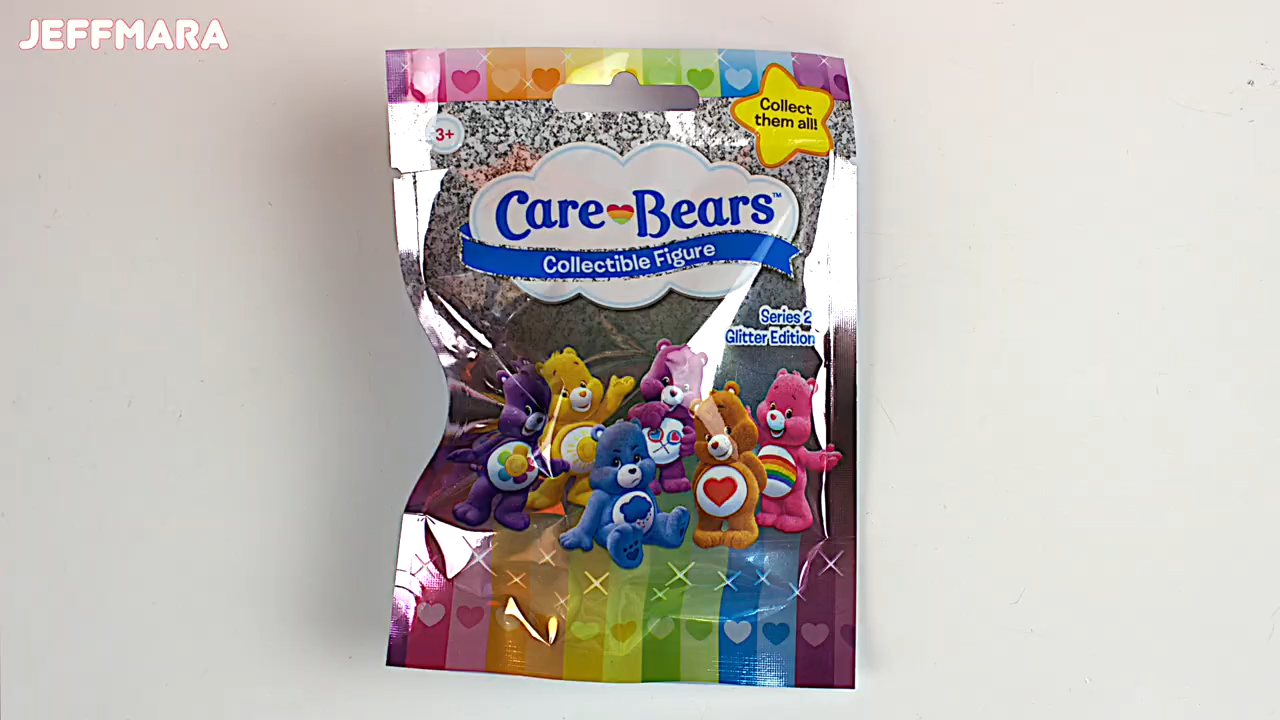 JEFFMARA
Collect
them all!
3+
Care Bears™
Collectible Figure
Series 2
Glitter Edition